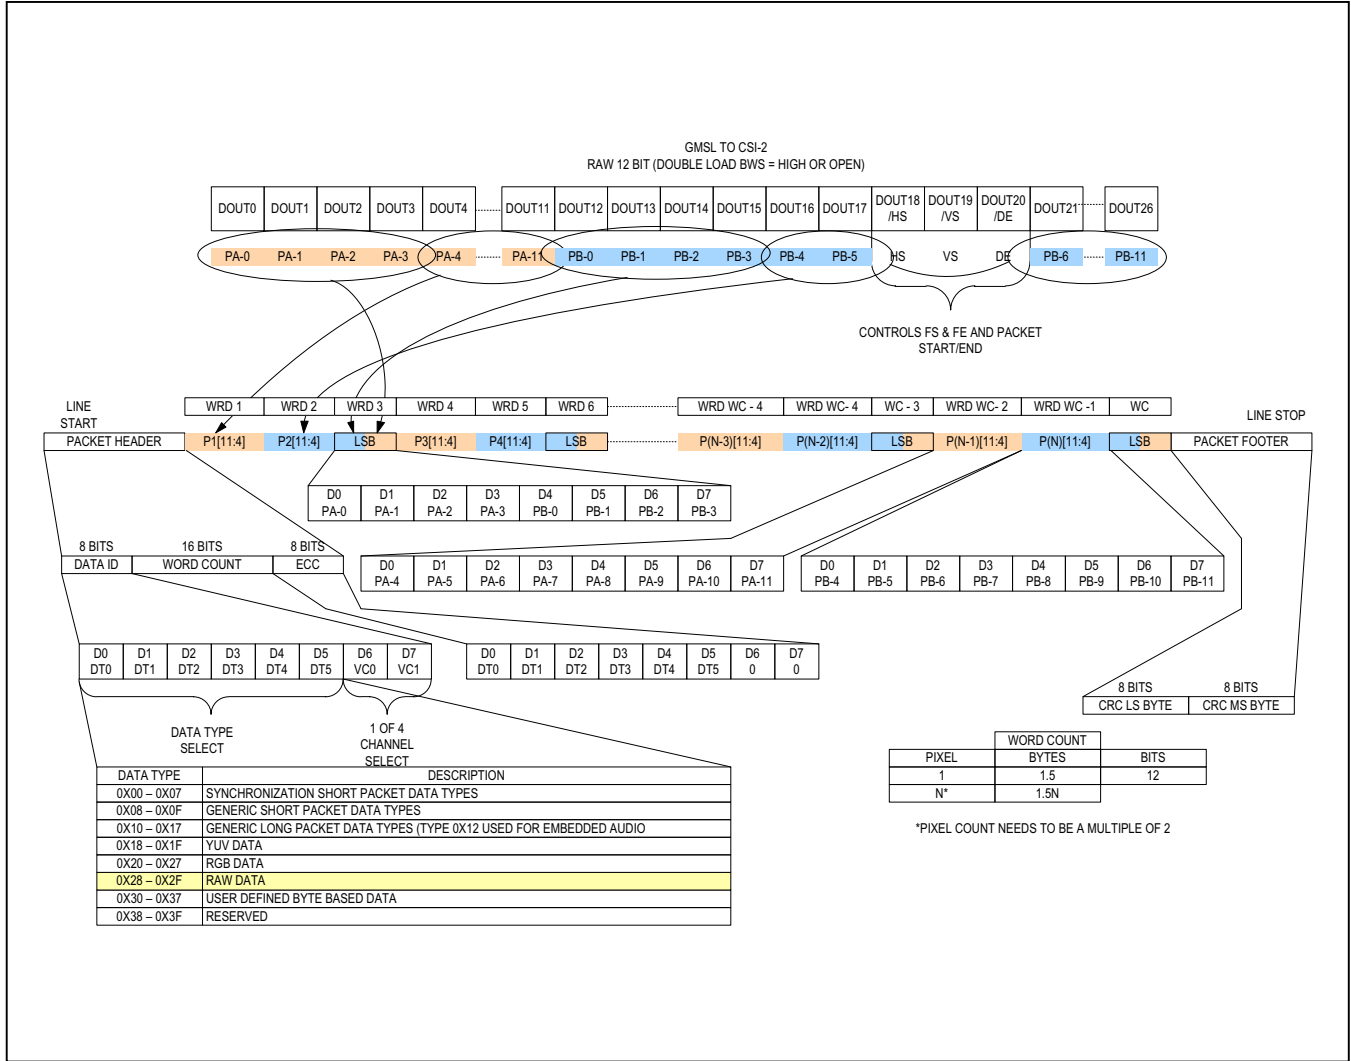 GMSL TO CSI-2
RAW 12 BIT (DOUBLE LOAD BWS = HIGH OR OPEN)
DOUT0 DOUT1 DOUT2 DOUT3 DOUT4 DOUT11 DOUT12 DOUT13 DOUT14 DOUT15 DOUT16 DOUT17 DOUT18 /HS DOUT19 /VS DOUT20 /DE DOUT21 DOUT26
PA-0 PA-1 PA-2 PA-3 PA-4 PA-11 PB-0 PB-1 PB-2 PB-3 PB-4 PB-5 HS VS DE PB-6 PB-11
CONTROLS FS & FE AND PACKET
START/END
LINE
START
WRD 1 WRD 2 WRD 3 WRD 4 WRD 5 WRD 6 WRD WC - 4 WRD WC- 4 WC - 3 WRD WC- 2 WRD WC -1 WC
LINE STOP
PACKET HEADER P1[11:4] P2[11:4] LSB P3[11:4] P4[11:4] LSB P(N-3)[11:4] P(N-2)[11:4] LSB P(N-1)[11:4] P(N)[11:4] LSB PACKET FOOTER
D0 D1 D2 D3 D4 D5 D6 D7
PA-0 PA-1 PA-2 PA-3 PB-0 PB-1 PB-2 PB-3
8 BITS 16 BITS 8 BITS
DATA ID WORD COUNT ECC
D0 D1 D2 D3 D4 D5 D6 D7
PA-4 PA-5 PA-6 PA-7 PA-8 PA-9 PA-10 PA-11
D0 D1 D2 D3 D4 D5 D6 D7
PB-4 PB-5 PB-6 PB-7 PB-8 PB-9 PB-10 PB-11
D0 D1 D2 D3 D4 D5 D6 D7
DT0 DT1 DT2 DT3 DT4 DT5 VC0 VC1
D0 D1 D2 D3 D4 D5 D6 D7
DT0 DT1 DT2 DT3 DT4 DT5 0 0
8 BITS 8 BITS
CRC LS BYTE CRC MS BYTE
DATA TYPE
SELECT
1 OF 4
CHANNEL
SELECT
WORD COUNT
PIXEL BYTES BITS
1 1.5 12
N* 1.5N
*PIXEL COUNT NEEDS TO BE A MULTIPLE OF 2
DATA TYPE DESCRIPTION
0X00 – 0X07 SYNCHRONIZATION SHORT PACKET DATA TYPES
0X08 – 0X0F GENERIC SHORT PACKET DATA TYPES
0X10 – 0X17 GENERIC LONG PACKET DATA TYPES (TYPE 0X12 USED FOR EMBEDDED AUDIO
0X18 – 0X1F YUV DATA
0X20 – 0X27 RGB DATA
0X28 – 0X2F RAW DATA
0X30 – 0X37 USER DEFINED BYTE BASED DATA
0X38 – 0X3F RESERVED